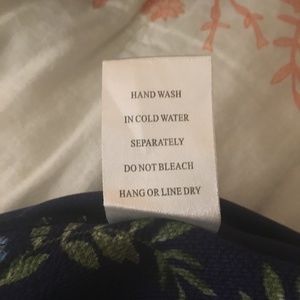 HAND WASH
IN COLD WATER
SEPARATELY
DO NOT BLEACH
HANG OR LINE DRY